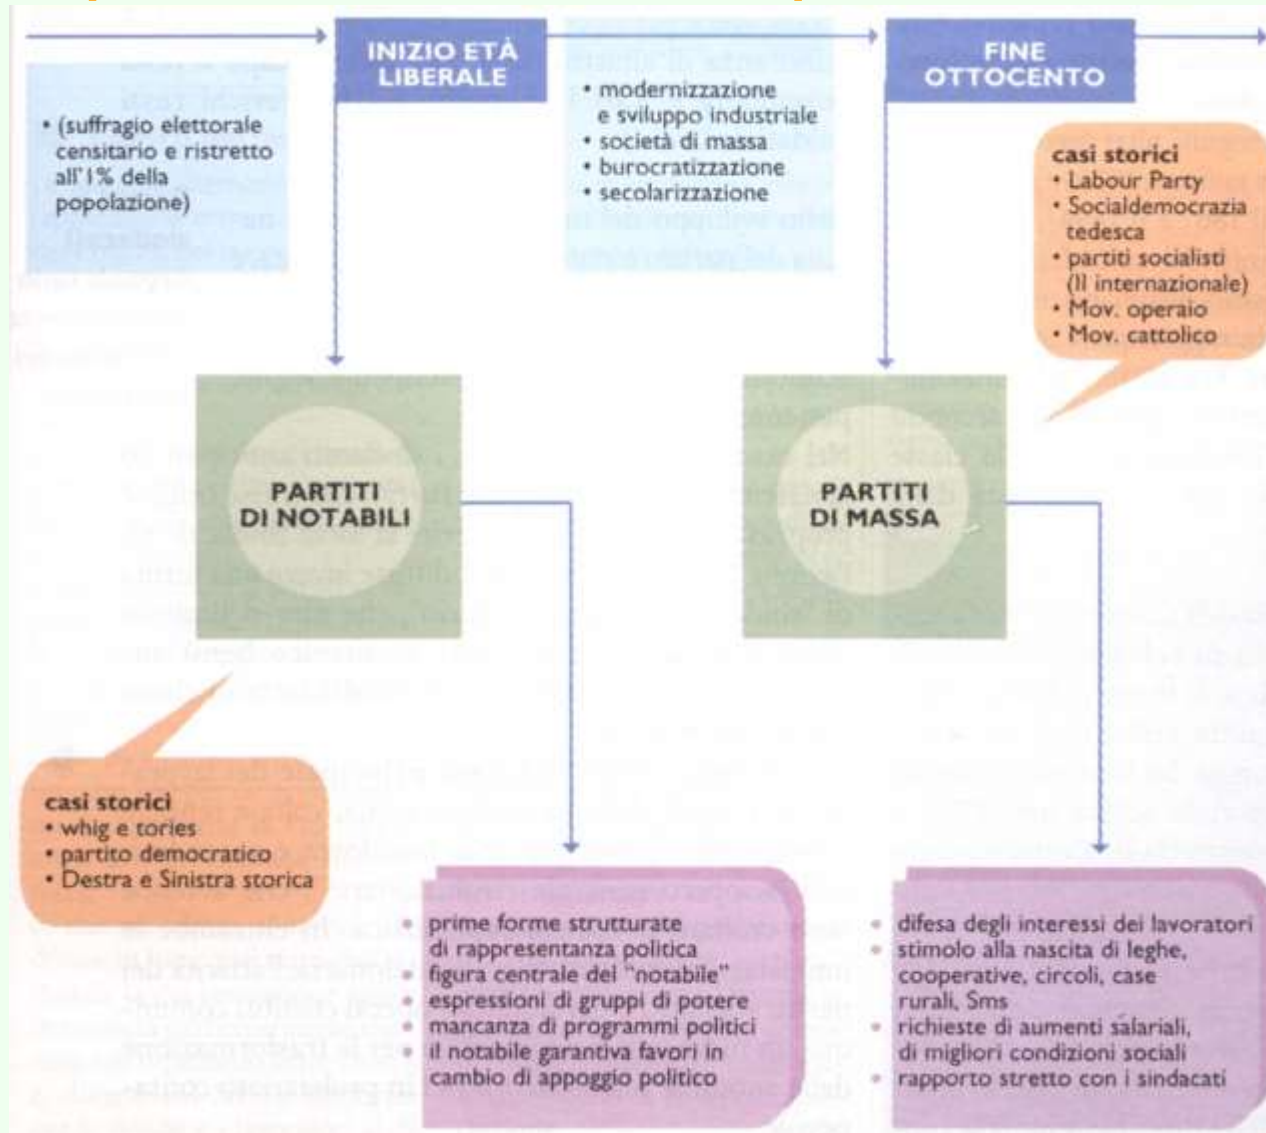 INIZIO ETÀ
LIBERALE
FINE
OTTOCENTO
• (suffragio elettorale
censitario e ristretto
all'1% della
popolazione)
• modernizzazione
e sviluppo industriale
• società di massa
• burocratizzazione
• secolarizzazione
casi storici
• Labour Party
• Socialdemocrazia
tedesca
• partiti socialisti
(II internazionale)
• Mov. operaio
• Mov. cattolico
PARTITI
DI NOTABILI
PARTITI
DI MASSA
casi storici
• whig e tories
• partito democratico
• Destra e Sinistra storica
• prime forme strutturate
di rappresentanza politica
• figura centrale del "notabile"
• espressioni di gruppi di potere
• mancanza di programmi politici
• il notabile garantiva favori in
cambio di appoggio politico
• difesa degli interessi dei lavoratori
• stimolo alla nascita di leghe,
cooperative, circoli, case
rurali, Sms
• richieste di aumenti salariali,
di migliori condizioni sociali
• rapporto stretto con i sindacati